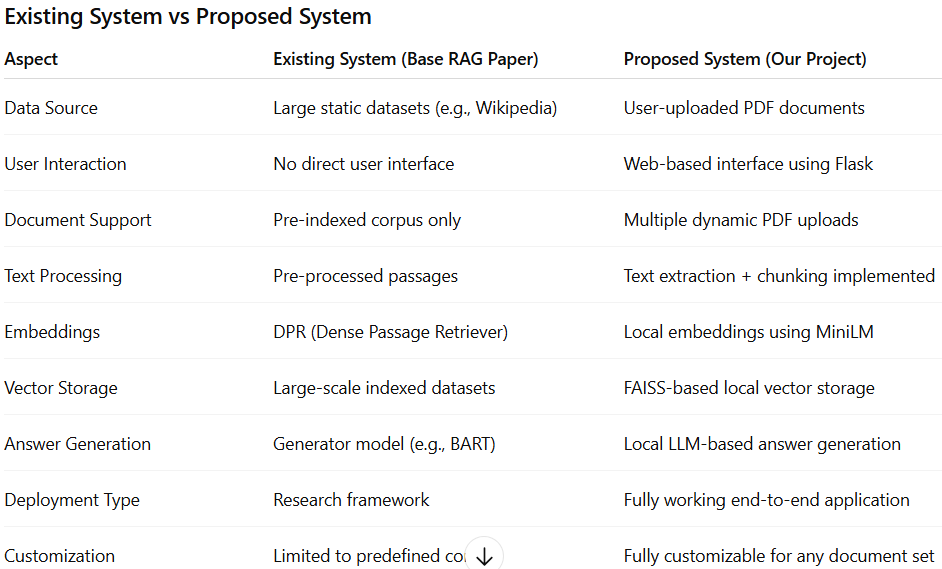 Existing System vs Proposed System
Aspect Existing System (Base RAG Paper) Proposed System (Our Project)
Data Source Large static datasets (e.g., Wikipedia) User-uploaded PDF documents
User Interaction No direct user interface Web-based interface using Flask
Document Support Pre-indexed corpus only Multiple dynamic PDF uploads
Text Processing Pre-processed passages Text extraction + chunking implemented
Embeddings DPR (Dense Passage Retriever) Local embeddings using MiniLM
Vector Storage Large-scale indexed datasets FAISS-based local vector storage
Answer Generation Generator model (e.g., BART) Local LLM-based answer generation
Deployment Type Research framework Fully working end-to-end application
Customization Limited to predefined Fully customizable for any document set